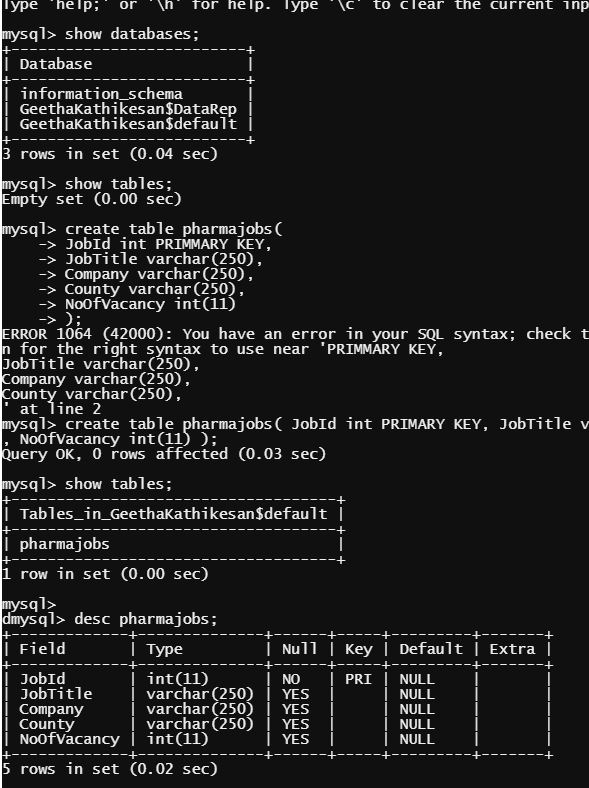 Type 'help;' or '\h' for help. Type '\c' to clear the current inp
mysql> show databases;
+--------------------------+
| Database                 |
+--------------------------+
| information_schema       |
| GeethaKathikesan$DataRep |
| GeethaKathikesan$default |
+--------------------------+
3 rows in set (0.04 sec)
mysql> show tables;
Empty set (0.00 sec)
mysql> create table pharmajobs(
    -> JobId int PRIMMARY KEY,
    -> JobTitle varchar(250),
    -> Company varchar(250),
    -> County varchar(250),
    -> NoOfVacancy int(11)
    -> );
ERROR 1064 (42000): You have an error in your SQL syntax; check t
n for the right syntax to use near 'PRIMMARY KEY,
JobTitle varchar(250),
Company varchar(250),
County varchar(250),
' at line 2
mysql> create table pharmajobs( JobId int PRIMARY KEY, JobTitle v
, NoOfVacancy int(11) );
Query OK, 0 rows affected (0.03 sec)
mysql> show tables;
+------------------------------------+
| Tables_in_GeethaKathikesan$default |
+------------------------------------+
| pharmajobs                         |
+------------------------------------+
1 row in set (0.00 sec)
mysql>
dmysql> desc pharmajobs;
+-------------+--------------+------+-----+---------+-------+
| Field       | Type         | Null | Key | Default | Extra |
+-------------+--------------+------+-----+---------+-------+
| JobId       | int(11)      | NO   | PRI | NULL    |       |
| JobTitle    | varchar(250) | YES  |     | NULL    |       |
| Company     | varchar(250) | YES  |     | NULL    |       |
| County      | varchar(250) | YES  |     | NULL    |       |
| NoOfVacancy | int(11)      | YES  |     | NULL    |       |
+-------------+--------------+------+-----+---------+-------+
5 rows in set (0.02 sec)